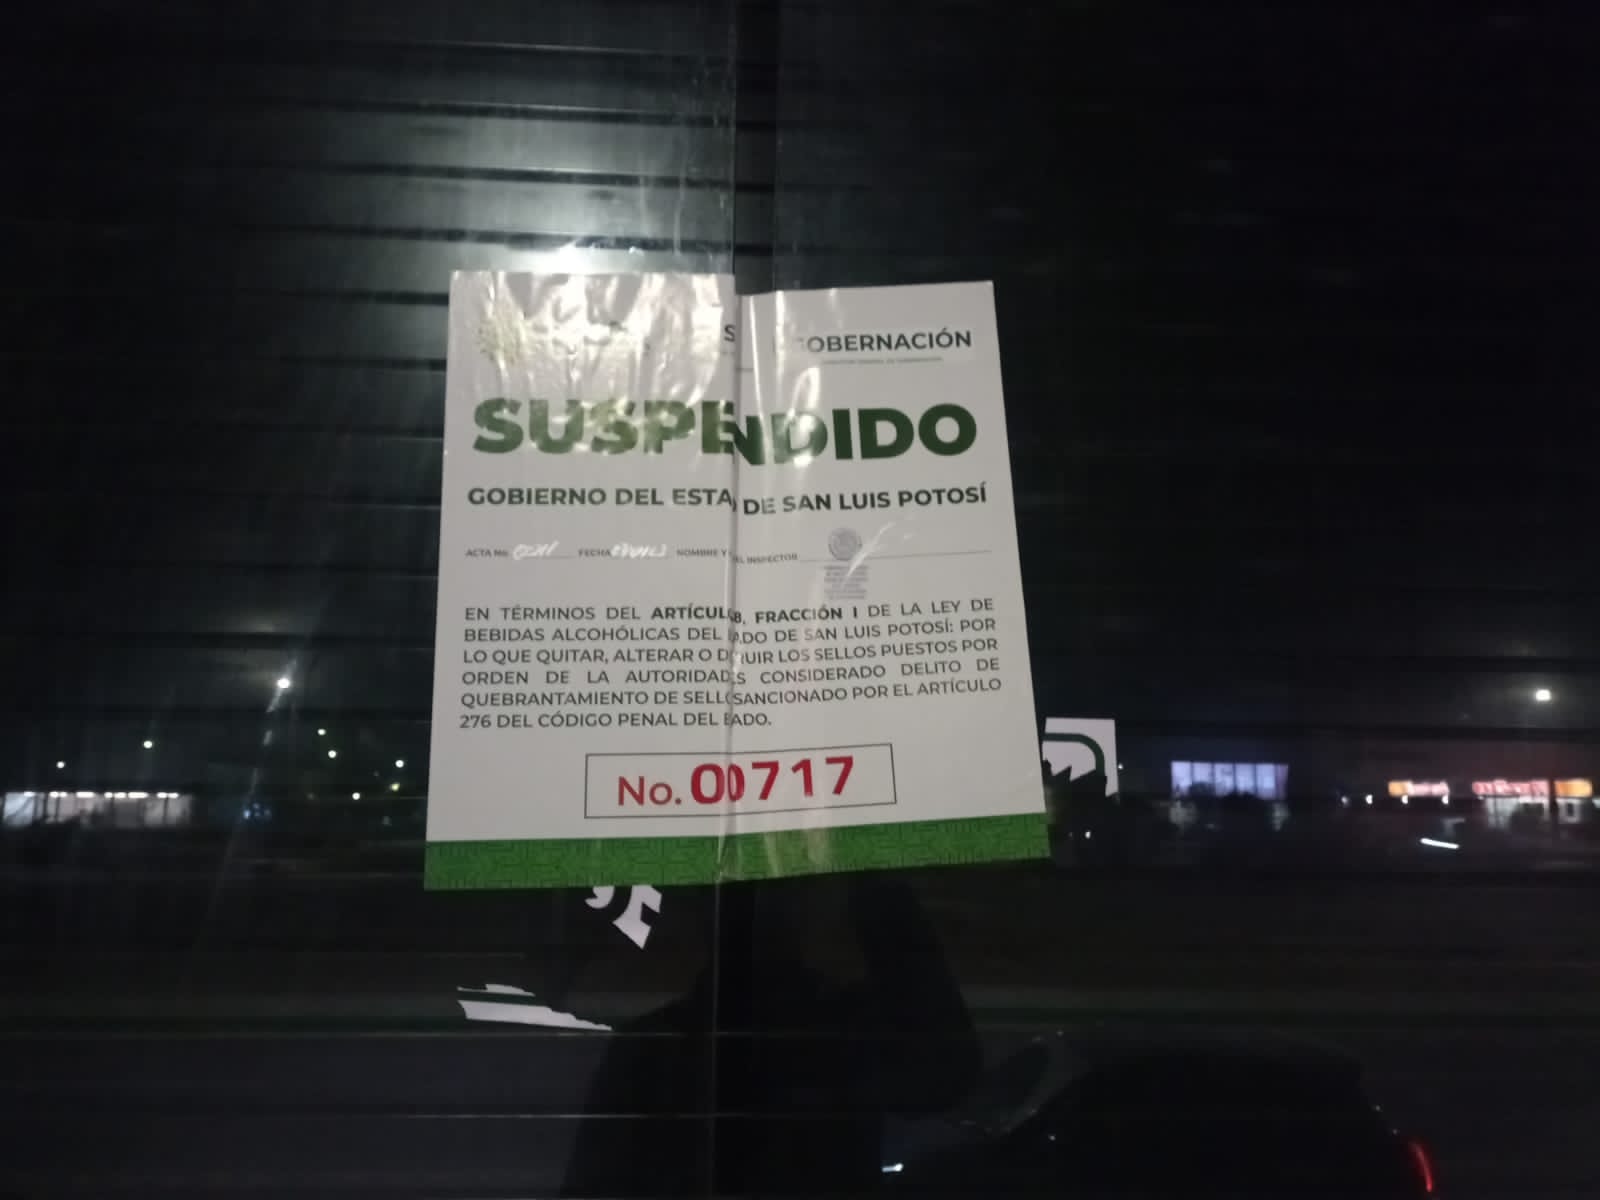 GOBERNACIÓN
SUSPENDIDO
GOBIERNO DEL ESTA DE SAN LUIS POTOSÍ
ACTA No. FECHA NOMBRE Y EL INSPECTOR
EN TÉRMINOS DEL ARTÍCUL 8, FRACCIÓN I DE LA LEY DE
BEBIDAS ALCOHÓLICAS DEL ADO DE SAN LUIS POTOSÍ: POR
LO QUE QUITAR, ALTERAR O D RUIR LOS SELLOS PUESTOS POR
ORDEN DE LA AUTORIDAD S CONSIDERADO DELITO DE
QUEBRANTAMIENTO DE SELL SANCIONADO POR EL ARTÍCULO
276 DEL CÓDIGO PENAL DEL E ADO.
No. 00717